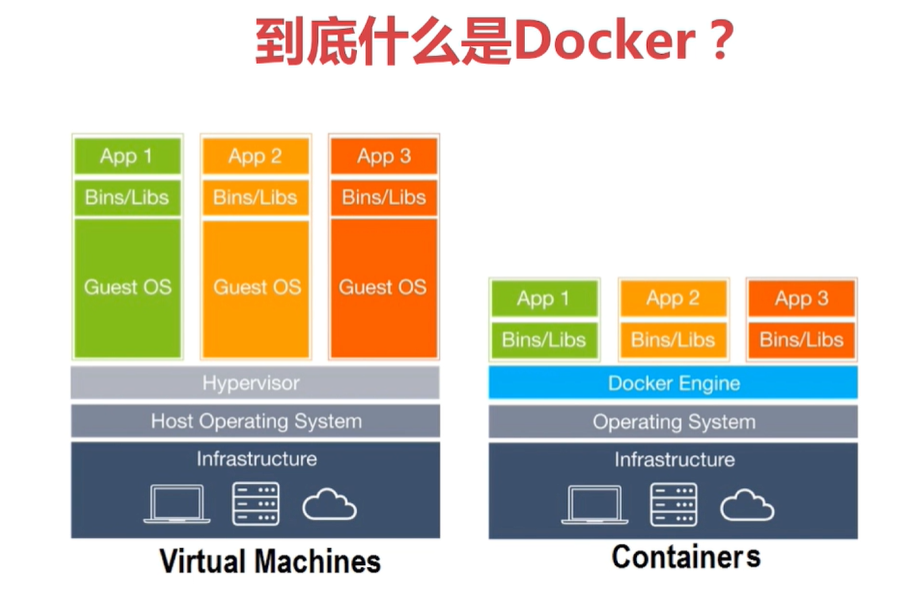 到底什么是Docker？
App 1
App 2
App 3
Bins/Libs
Bins/Libs
Bins/Libs
Guest OS
Guest OS
Guest OS
Hypervisor
Host Operating System
Infrastructure
Virtual Machines
App 1
App 2
App 3
Bins/Libs
Bins/Libs
Bins/Libs
Docker Engine
Operating System
Infrastructure
Containers